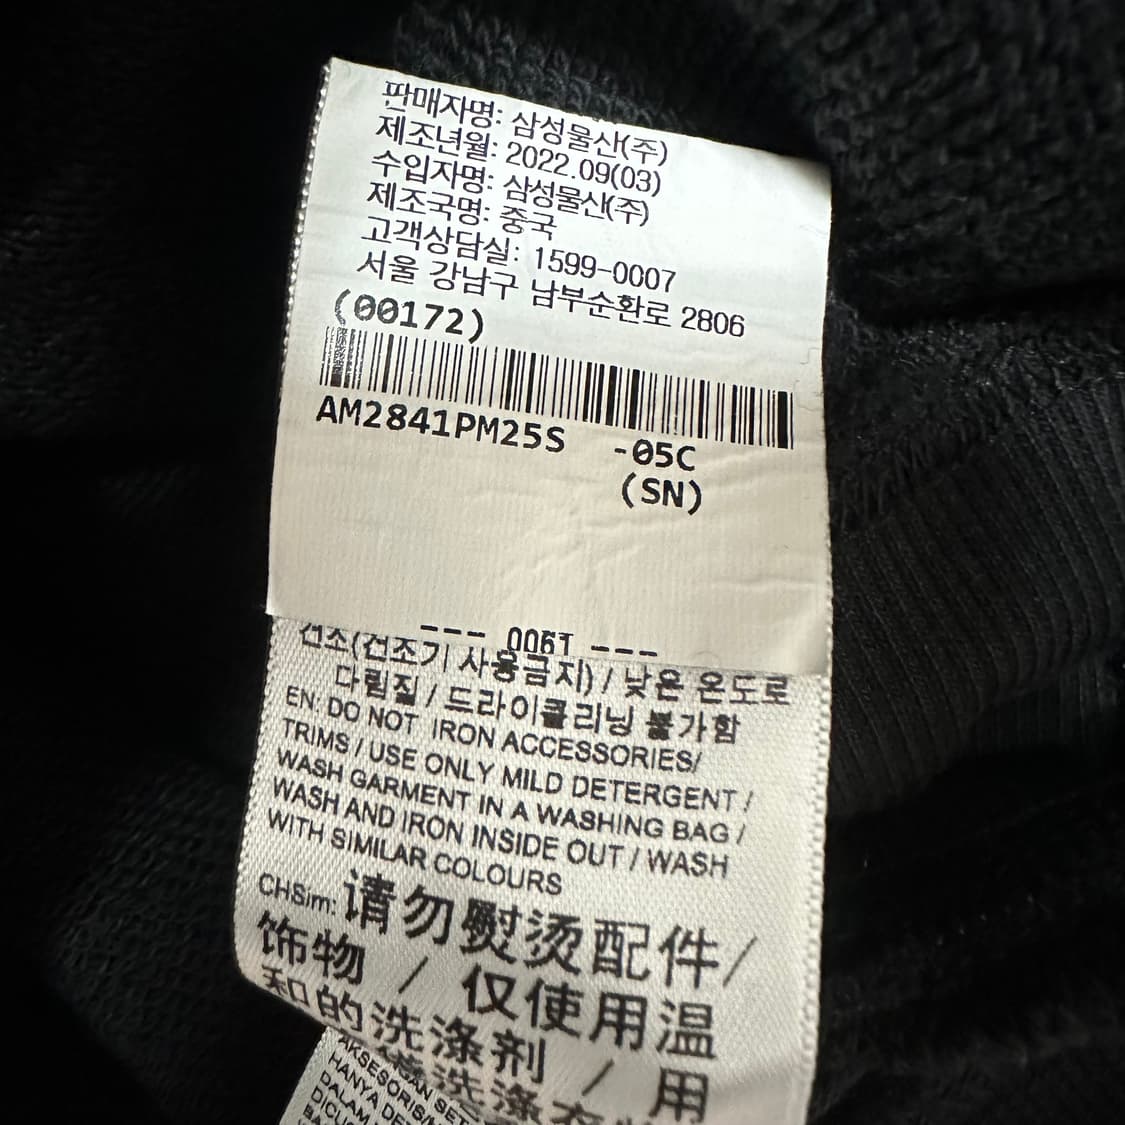 판매자명: 삼성물산(주)
제조년월: 2022.09(03)
수입자명: 삼성물산(주)
제조국명: 중국
고객상담실: 1599-0007
서울 강남구 남부순환로 2806
(00172)
AM2841PM25S -05C
(SN)
--- 0061 ---
건조(건조기 사용금지) / 낮은 온도로
다림질 / 드라이클리닝 불가함
EN: DO NOT IRON ACCESSORIES/
TRIMS / USE ONLY MILD DETERGENT /
WASH GARMENT IN A WASHING BAG /
WASH AND IRON INSIDE OUT / WASH
WITH SIMILAR COLOURS
CHSim: 请勿熨烫配件/
饰物 / 仅使用温
和的洗涤剂 / 用
洗涤
HANYA
DALAM